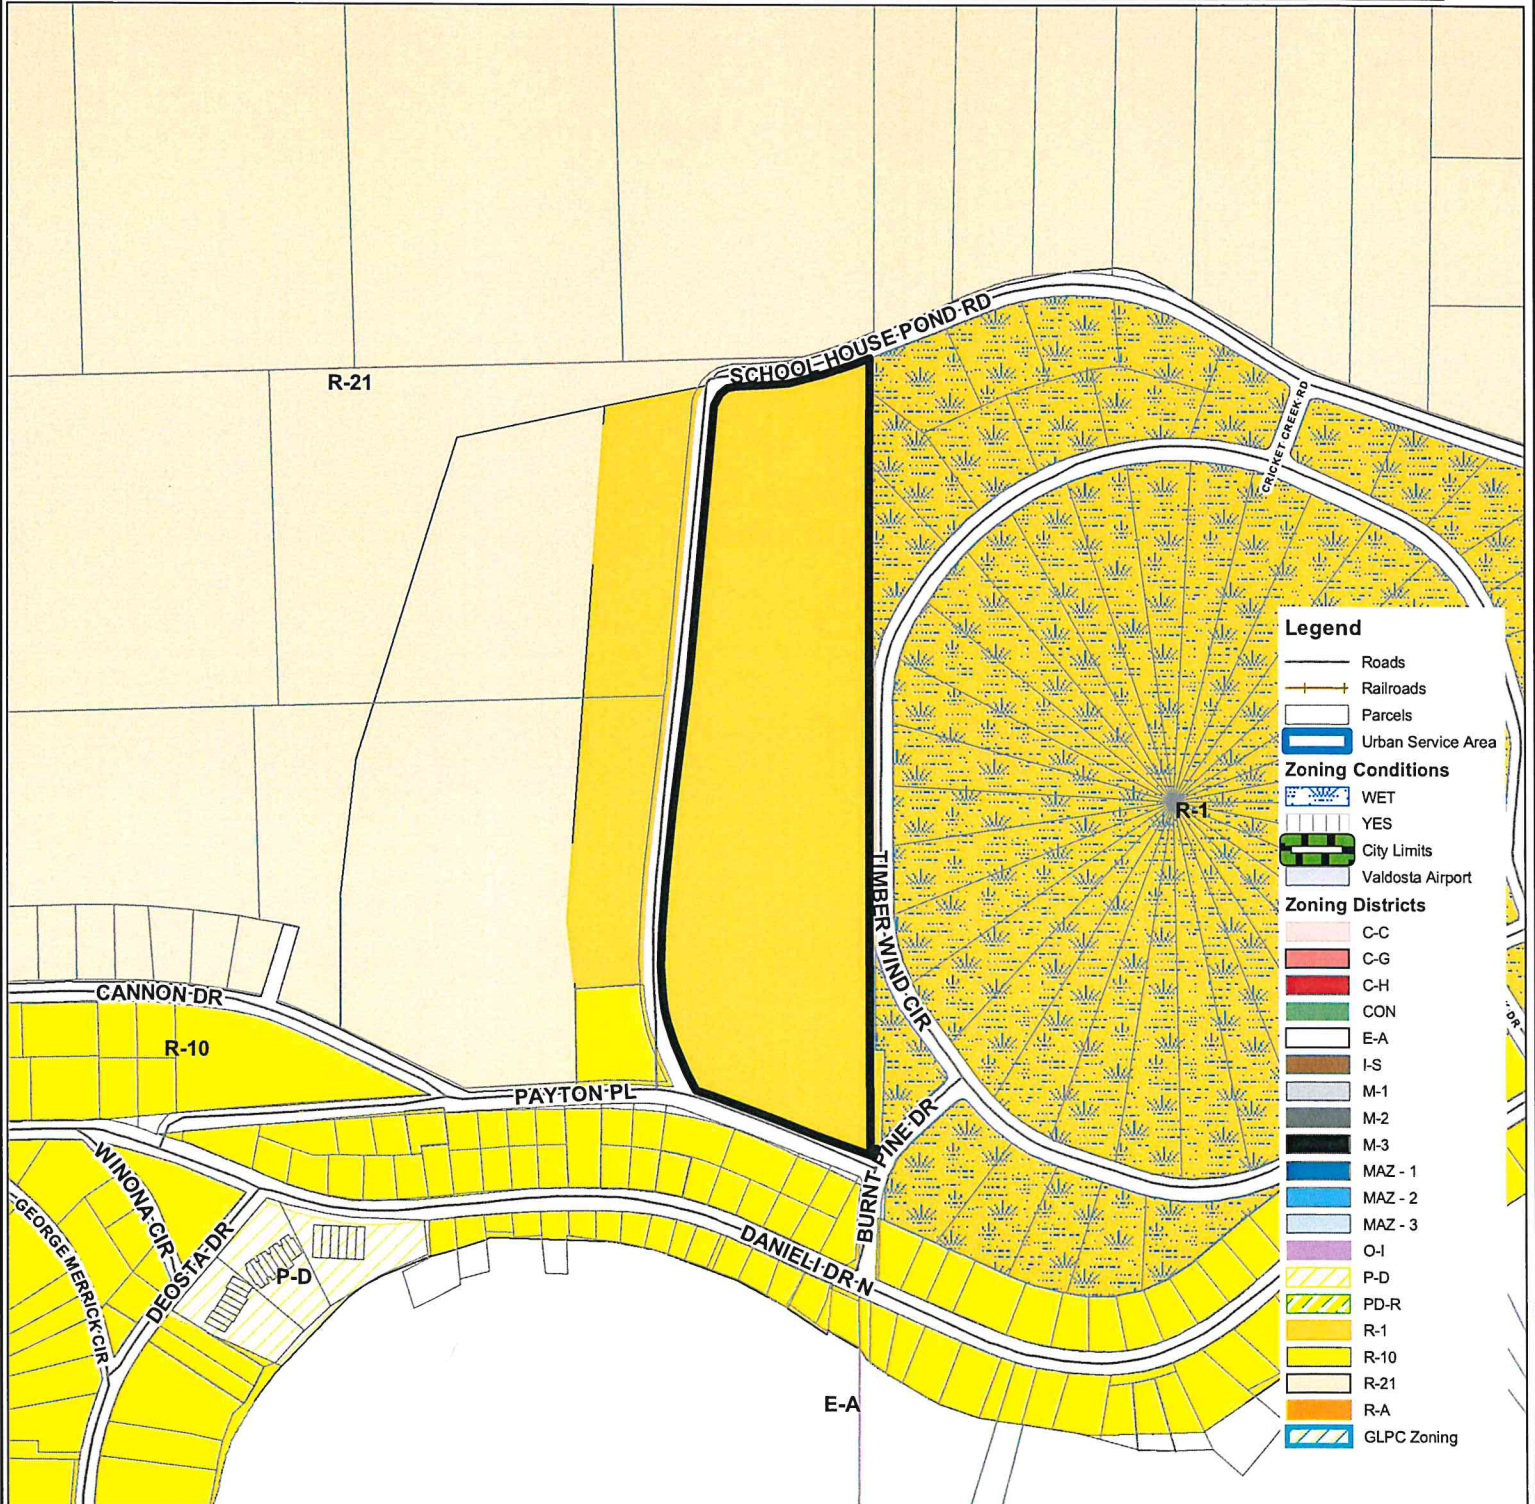 SCHOOL HOUSE POND RD
R-21
CRICKET CREEK RD
Legend
Roads
Railroads
Parcels
Urban Service Area
Zoning Conditions
WET
YES
City Limits
Valdosta Airport
Zoning Districts
C-C
C-G
C-H
CON
E-A
I-S
M-1
M-2
M-3
MAZ - 1
MAZ - 2
MAZ - 3
O-I
P-D
PD-R
R-1
R-10
R-21
R-A
GLPC Zoning
R-1
TIMBER WIND CIR
CANNON DR
R-10
PAYTON PL
BURNT PINE DR
WINONA CIR
GEORGE MERRICK CIR
DEOSTA DR
P-D
DANIELI DR N
E-A
DR